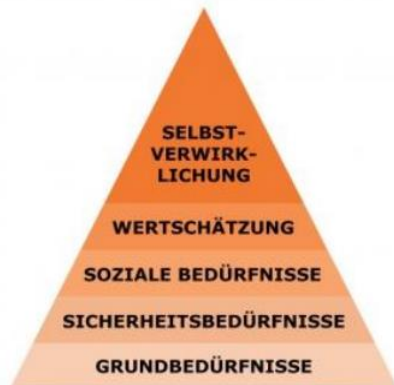 SELBST-
VERWIRK-
LICHUNG
WERTSCHÄTZUNG
SOZIALE BEDÜRFNISSE
SICHERHEITSBEDÜRFNISSE
GRUNDBEDÜRFNISSE